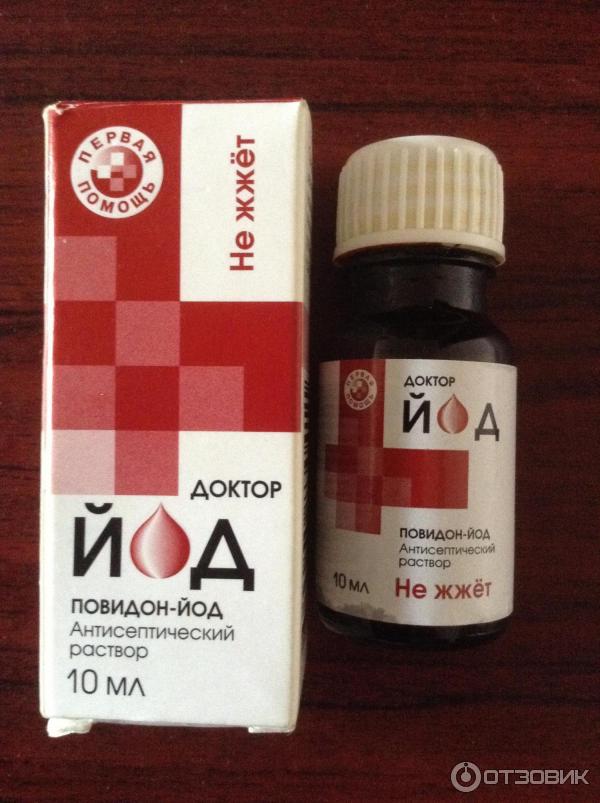 ПЕРВАЯ
ПОМОЩЬ
Не жжёт
ДОКТОР
ЙОД
ПОВИДОН-ЙОД
Антисептический
раствор
10 мл
ПЕРВАЯ
ПОМОЩЬ
ДОКТОР
ЙОД
ПОВИДОН-ЙОД
Антисептический
раствор
10 мл
Не жжёт
ОТЗОВИК